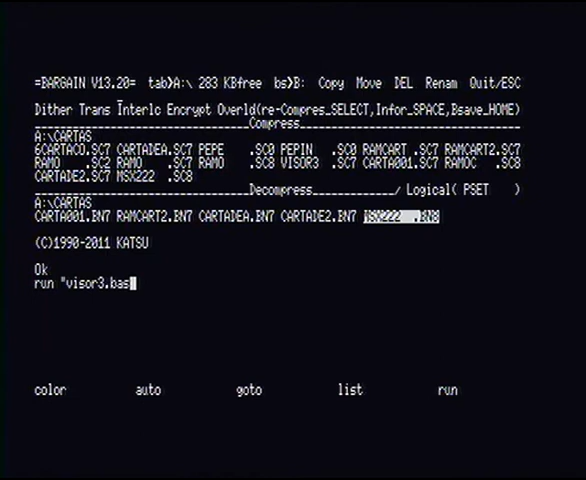 =BARGAIN V13.20= tab>A:\ 283 KBfree bs>B: Copy Move DEL Renam Quit/ESC
Dither Trans Interlc Encrypt Overld(re-Compres_SELECT,Infor_SPACE,Bsave_HOME)
Compress
A:\CARTAS
6CARTACO.SC7 CARTADEA.SC7 PEPE .SC0 PEPIN .SC0 RAMCART .SC7 RAMCART2.SC7
RAMO .SC2 RAMO .SC7 RAMO .SC8 VISOR3 .SC7 CARTA001.SC7 RAMOC .SC8
CARTADE2.SC7 MSX222 .SC8
Decompress / Logical( PSET )
A:\CARTAS
CARTA001.BN7 RAMCART2.BN7 CARTADEA.BN7 CARTADE2.BN7 MSX222 .BN8
(C)1990-2011 KATSU
Ok
run "visor3.bas
color auto goto list run